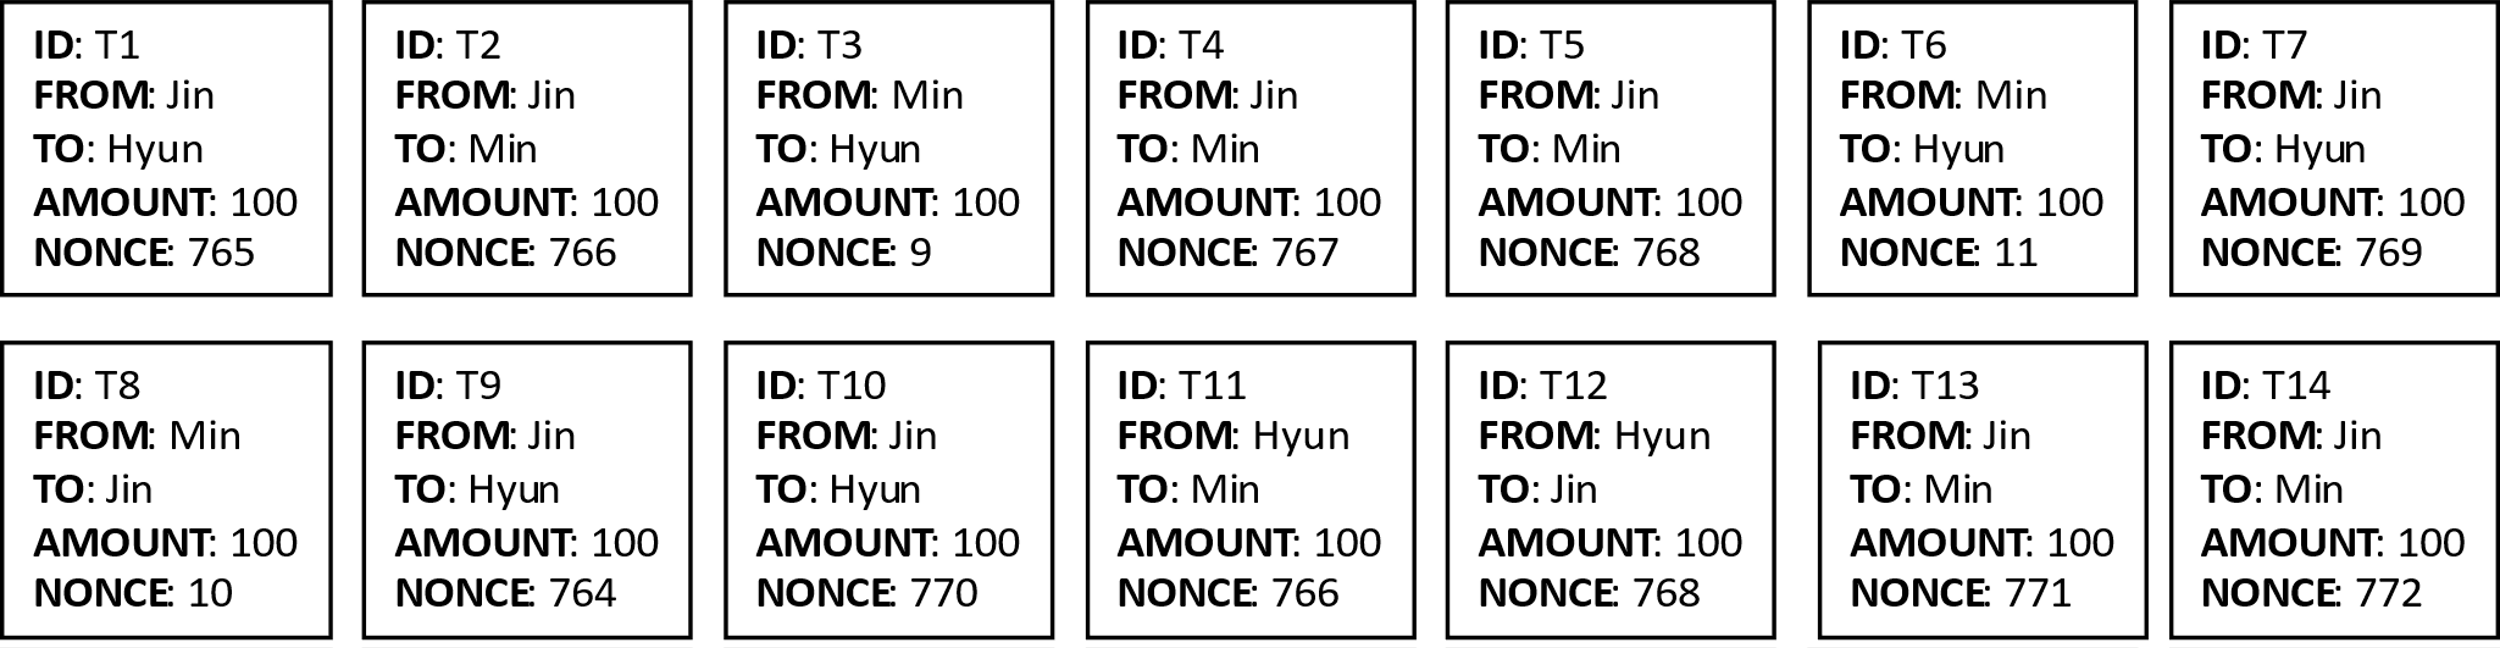 ID: T1
FROM: Jin
TO: Hyun
AMOUNT: 100
NONCE: 765
ID: T2
FROM: Jin
TO: Min
AMOUNT: 100
NONCE: 766
ID: T3
FROM: Min
TO: Hyun
AMOUNT: 100
NONCE: 9
ID: T4
FROM: Jin
TO: Min
AMOUNT: 100
NONCE: 767
ID: T5
FROM: Jin
TO: Min
AMOUNT: 100
NONCE: 768
ID: T6
FROM: Min
TO: Hyun
AMOUNT: 100
NONCE: 11
ID: T7
FROM: Jin
TO: Hyun
AMOUNT: 100
NONCE: 769
ID: T8
FROM: Min
TO: Jin
AMOUNT: 100
NONCE: 10
ID: T9
FROM: Jin
TO: Hyun
AMOUNT: 100
NONCE: 764
ID: T10
FROM: Jin
TO: Hyun
AMOUNT: 100
NONCE: 770
ID: T11
FROM: Hyun
TO: Min
AMOUNT: 100
NONCE: 766
ID: T12
FROM: Hyun
TO: Jin
AMOUNT: 100
NONCE: 768
ID: T13
FROM: Jin
TO: Min
AMOUNT: 100
NONCE: 771
ID: T14
FROM: Jin
TO: Min
AMOUNT: 100
NONCE: 772